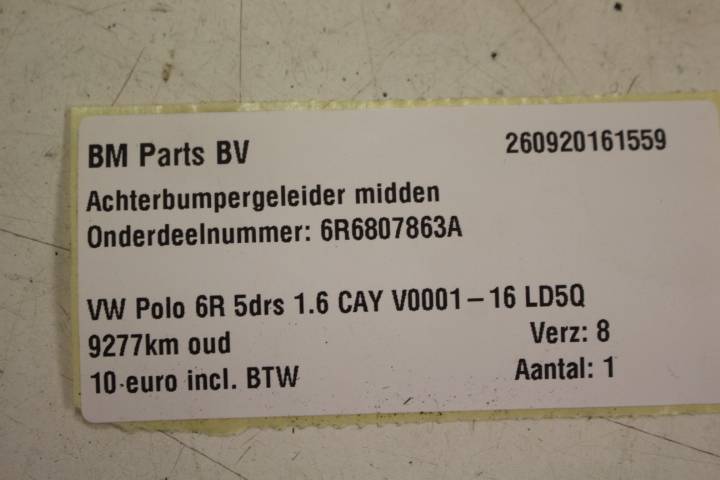 BM Parts BV 260920161559
Achterbumpergeleider midden
Onderdeelnummer: 6R6807863A
VW Polo 6R 5drs 1.6 CAY V0001-16 LD5Q
9277km oud Verz: 8
10 euro incl. BTW Aantal: 1